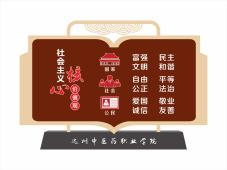 社会主义
核心
价值观
国家
社会
公民
富强 民主
文明 和谐
自由 平等
公正 法治
爱国 敬业
诚信 友善
达州中医药职业学院